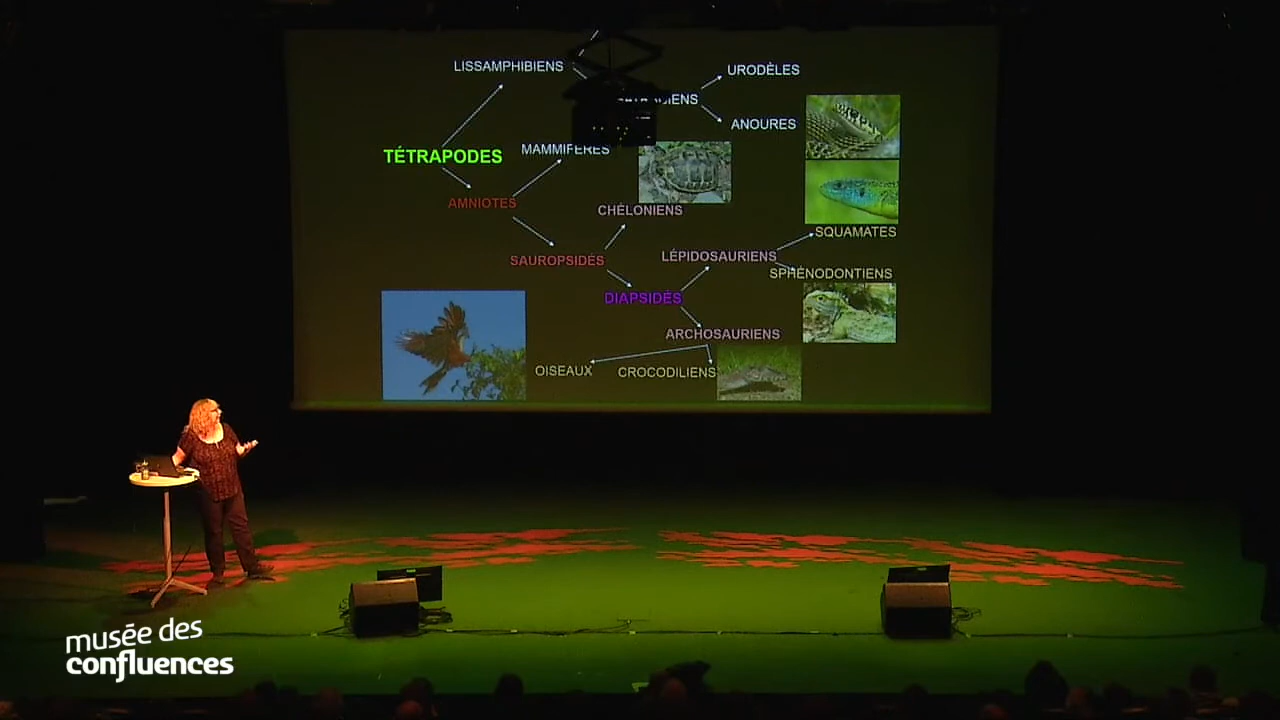 LISSAMPHIBIENS
URODÈLES
ANOURES
TÉTRAPODES
MAMMIFÈRES
AMNIOTES
CHÉLONIENS
SQUAMATES
SAUROPSIDÉS
LÉPIDOSAURIENS
SPHÉNODONTIENS
DIAPSIDÉS
ARCHOSAURIENS
OISEAUX
CROCODILIENS
musée des
confluences